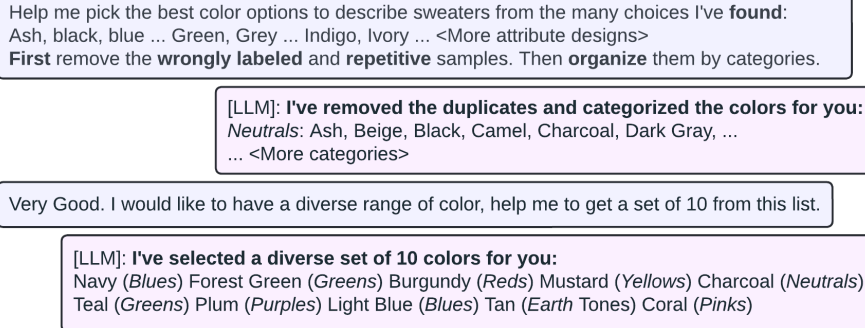 Help me pick the best color options to describe sweaters from the many choices I've found:
Ash, black, blue ... Green, Grey ... Indigo, Ivory ... <More attribute designs>
First remove the wrongly labeled and repetitive samples. Then organize them by categories.
[LLM]: I've removed the duplicates and categorized the colors for you:
Neutrals: Ash, Beige, Black, Camel, Charcoal, Dark Gray, ...
... <More categories>
Very Good. I would like to have a diverse range of color, help me to get a set of 10 from this list.
[LLM]: I've selected a diverse set of 10 colors for you:
Navy (Blues) Forest Green (Greens) Burgundy (Reds) Mustard (Yellows) Charcoal (Neutrals)
Teal (Greens) Plum (Purples) Light Blue (Blues) Tan (Earth Tones) Coral (Pinks)